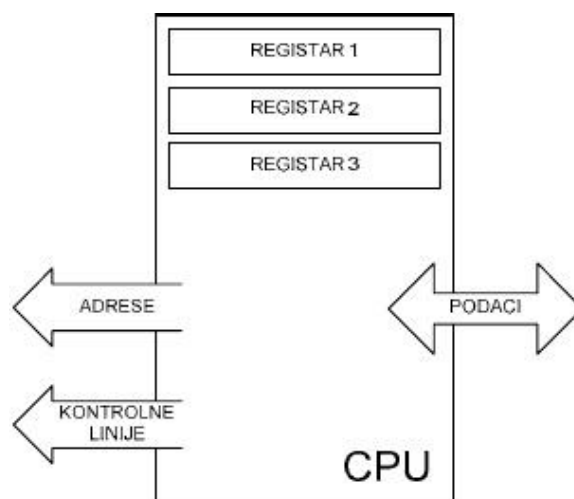 REGISTAR 1
REGISTAR 2
REGISTAR 3
ADRESE
PODACI
KONTROLNE
LINIJE
CPU